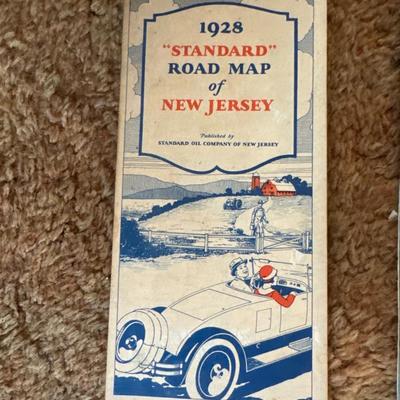 1928
"STANDARD"
ROAD MAP
of
NEW JERSEY
Published by
STANDARD OIL COMPANY OF NEW JERSEY